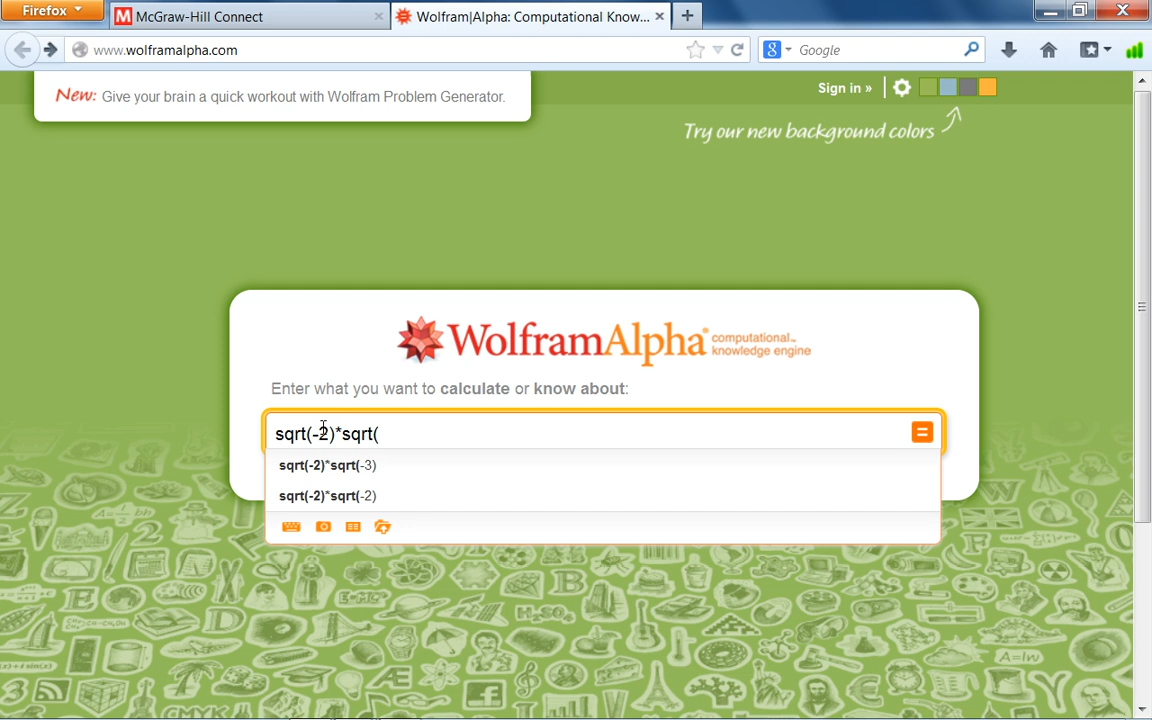 Firefox
McGraw-Hill Connect
Wolfram|Alpha: Computational Know...
www.wolframalpha.com
8
Google
New: Give your brain a quick workout with Wolfram Problem Generator.
Sign in »
Try our new background colors
WolframAlpha
computational
knowledge engine
Enter what you want to calculate or know about:
sqrt(-2)*sqrt(
=
sqrt(-2)*sqrt(-3)
sqrt(-2)*sqrt(-2)